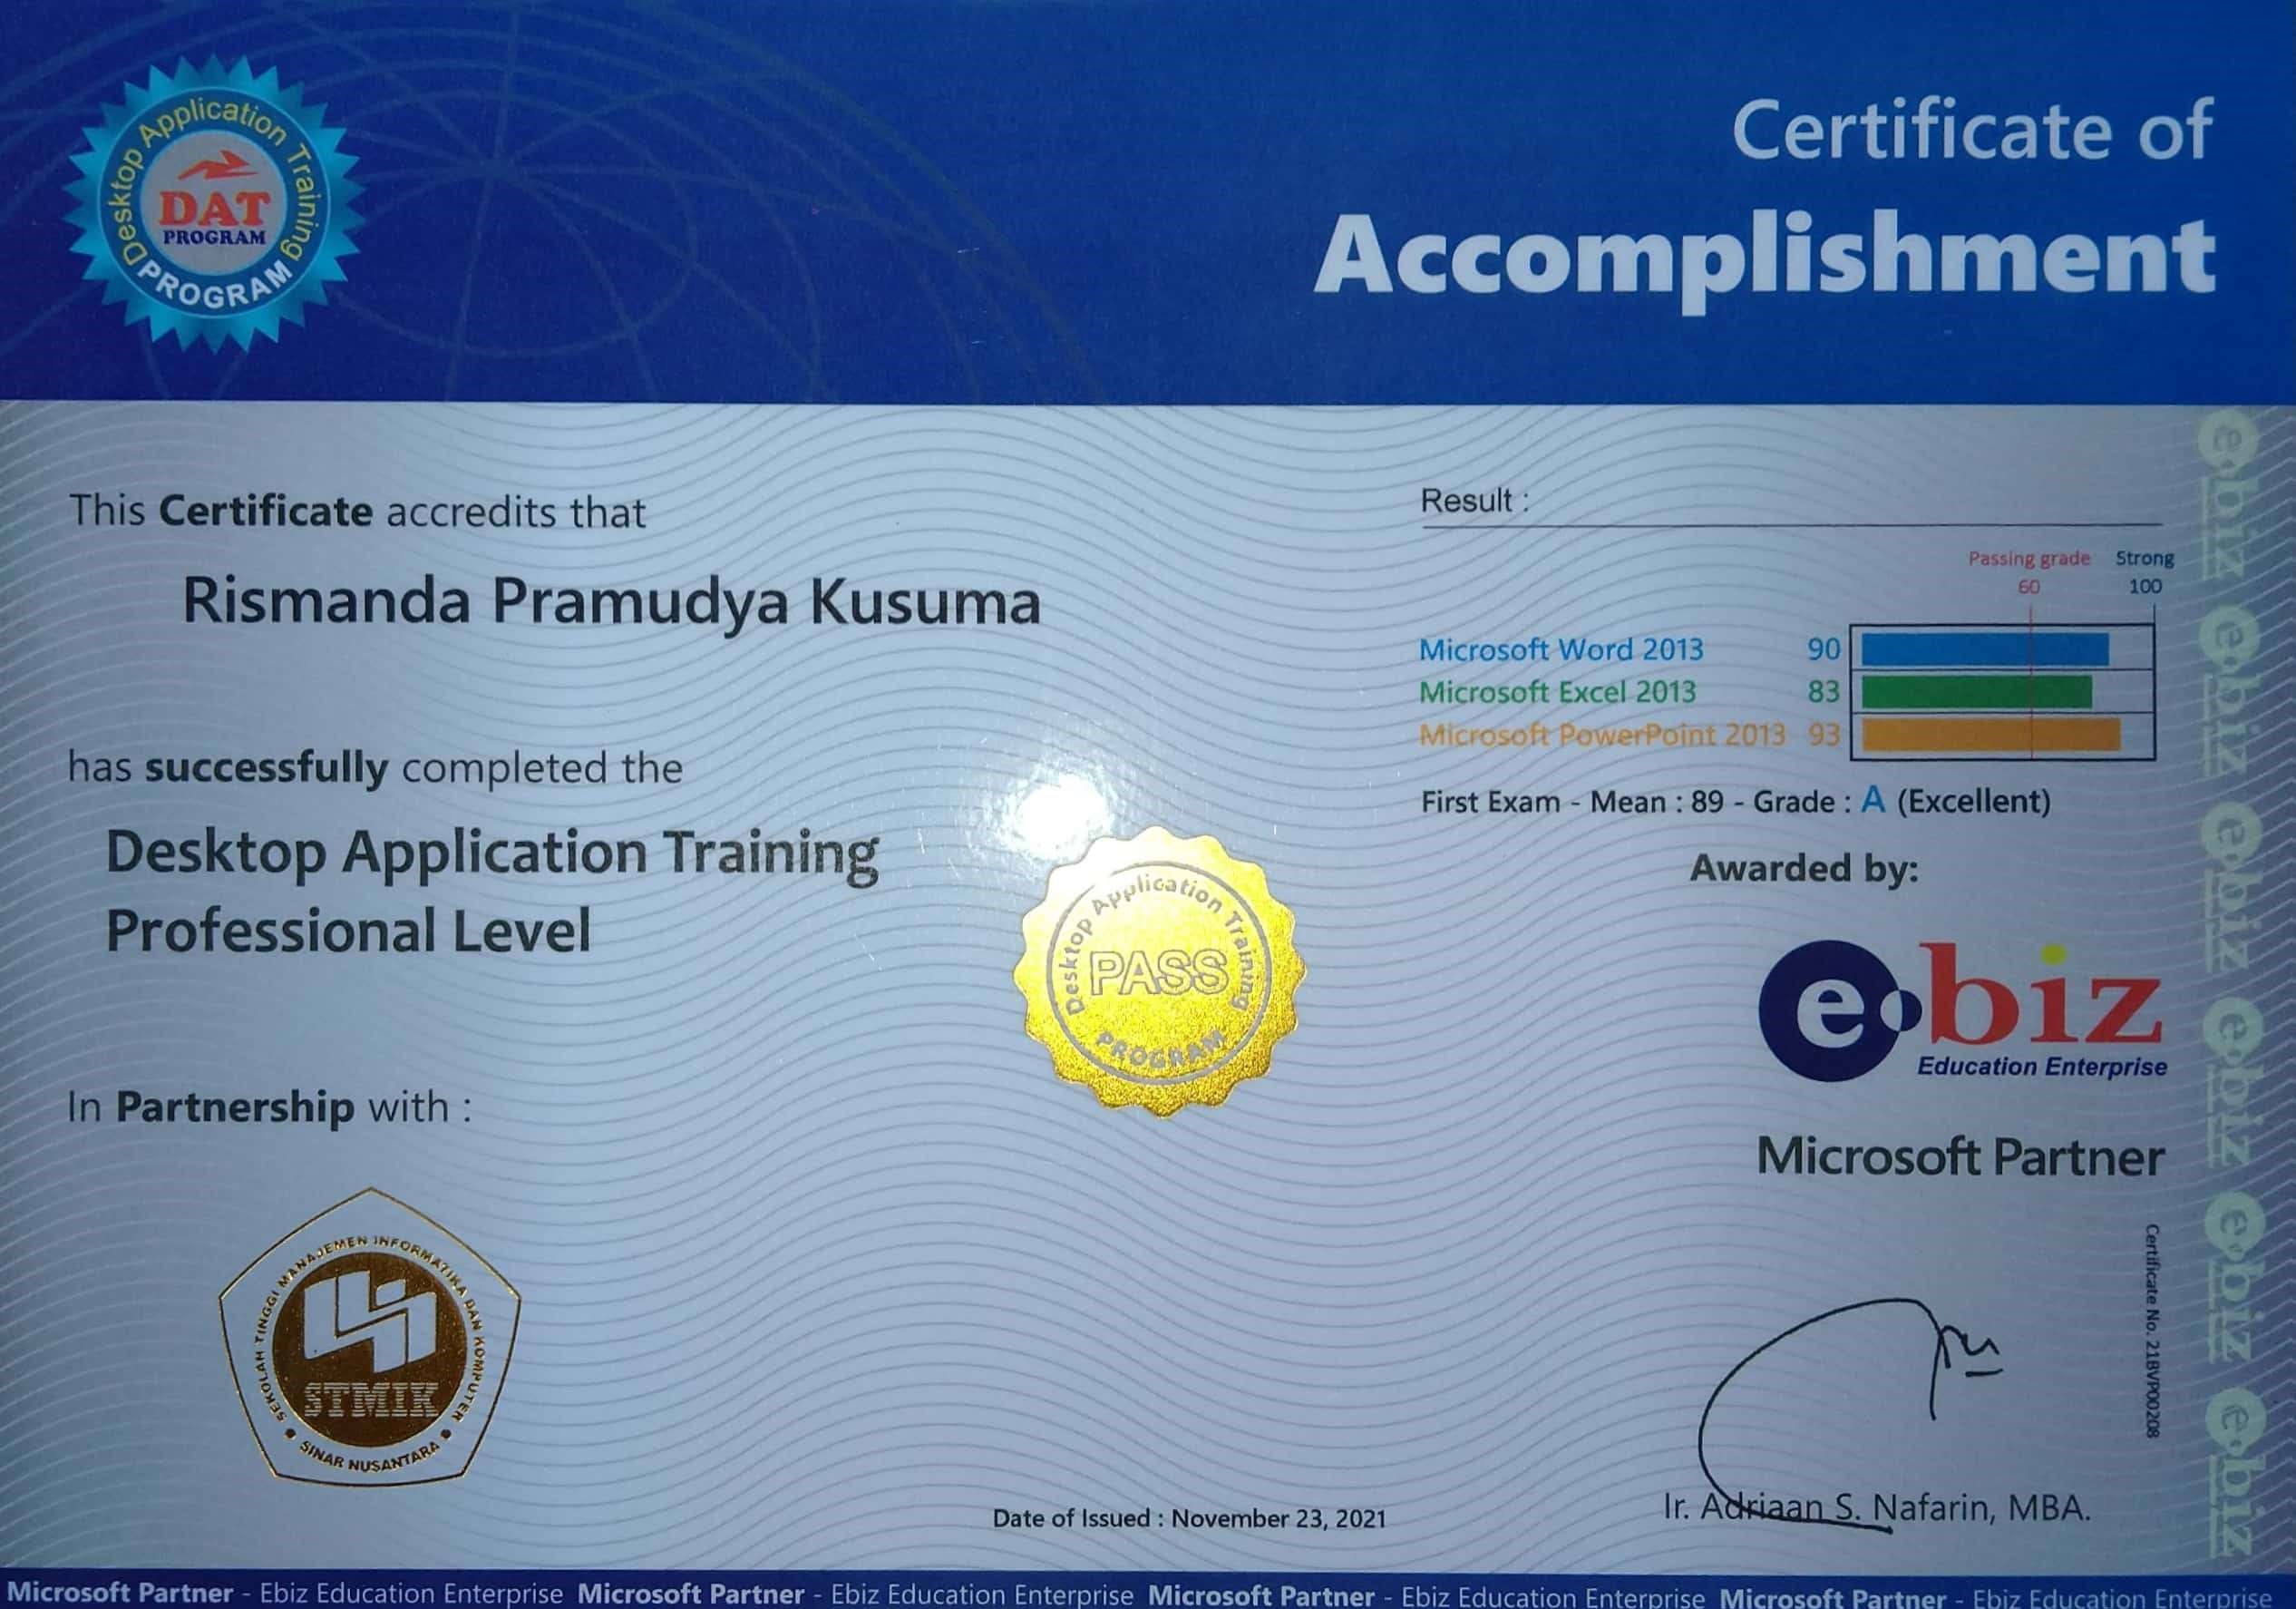 Desktop Application Training
DAT
PROGRAM
PROGRAM
Certificate of
Accomplishment
This Certificate accredits that
Rismanda Pramudya Kusuma
has successfully completed the
Desktop Application Training
Professional Level
In Partnership with :
SEKOLAH TINGGI MANAJEMEN INFORMATIKA DAN KOMPUTER
STMIK
SINAR NUSANTARA
Desktop Application Training
PASS
PROGRAM
Date of Issued : November 23, 2021
Result :
Passing grade Strong
60 100
Microsoft Word 2013 90
Microsoft Excel 2013 83
Microsoft PowerPoint 2013 93
First Exam - Mean : 89 - Grade : A (Excellent)
Awarded by:
e•biz
Education Enterprise
Microsoft Partner
Certificate No. 21BVP00208
Ir. Adriaan S. Nafarin, MBA.
e•biz e•biz e•biz e•biz e•biz e•biz
Microsoft Partner - Ebiz Education Enterprise Microsoft Partner - Ebiz Education Enterprise Microsoft Partner - Ebiz Education Enterprise Microsoft Partner - Ebiz Education Enterprise